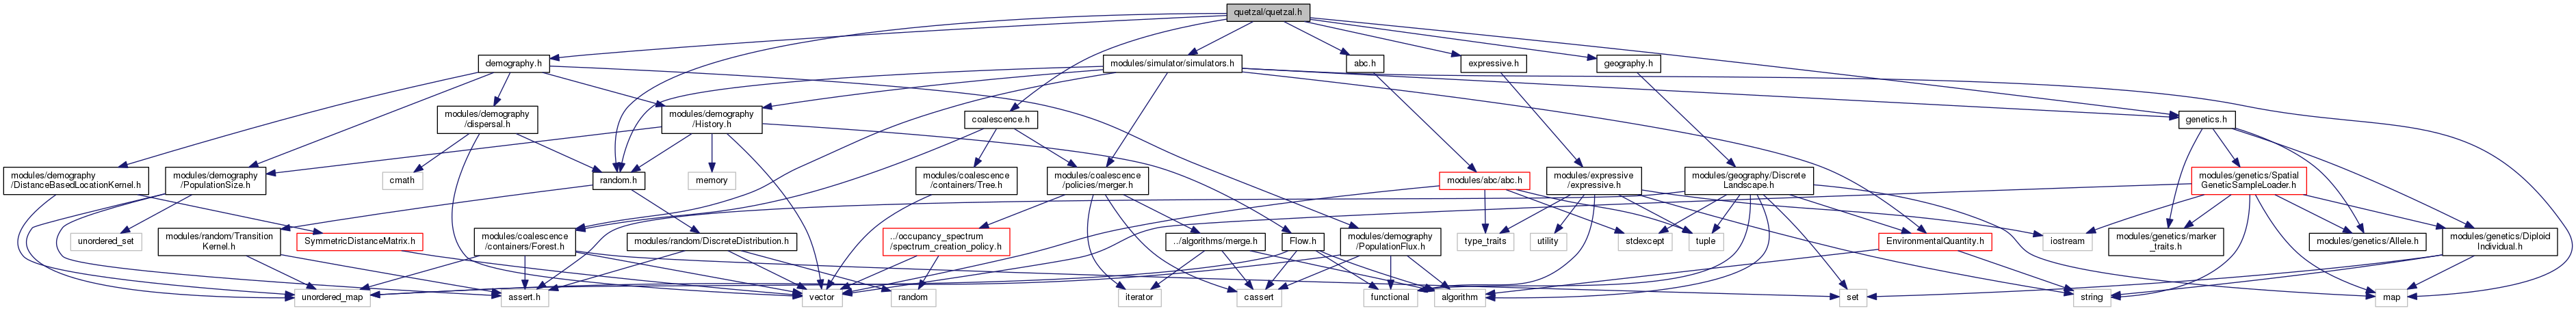 quetzal/quetzal.h
demography.h
modules/simulator/simulators.h
abc.h
expressive.h
geography.h
modules/demography
/dispersal.h
modules/demography
/History.h
coalescence.h
genetics.h
modules/demography
/DistanceBasedLocationKernel.h
modules/demography
/PopulationSize.h
cmath
random.h
memory
modules/coalescence
/containers/Tree.h
modules/coalescence
/policies/merger.h
modules/abc/abc.h
modules/expressive
/expressive.h
modules/geography/Discrete
Landscape.h
modules/genetics/Spatial
GeneticSampleLoader.h
unordered_set
modules/random/Transition
Kernel.h
SymmetricDistanceMatrix.h
modules/coalescence
/containers/Forest.h
modules/random/DiscreteDistribution.h
../occupancy_spectrum
/spectrum_creation_policy.h
../algorithms/merge.h
Flow.h
modules/demography
/PopulationFlux.h
type_traits
utility
stdexcept
tuple
EnvironmentalQuantity.h
iostream
modules/genetics/marker
_traits.h
modules/genetics/Allele.h
modules/genetics/Diploid
Individual.h
unordered_map
assert.h
vector
random
iterator
cassert
functional
algorithm
set
string
map